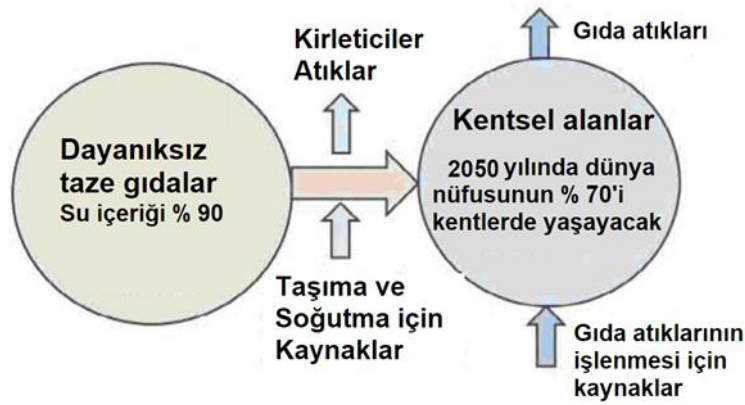 Dayanıksız
taze gıdalar
Su içeriği % 90
Kirleticiler
Atıklar
Taşıma ve
Soğutma için
Kaynaklar
Gıda atıkları
Kentsel alanlar
2050 yılında dünya
nüfusunun % 70'i
kentlerde yaşayacak
Gıda atıklarının
işlenmesi için
kaynaklar